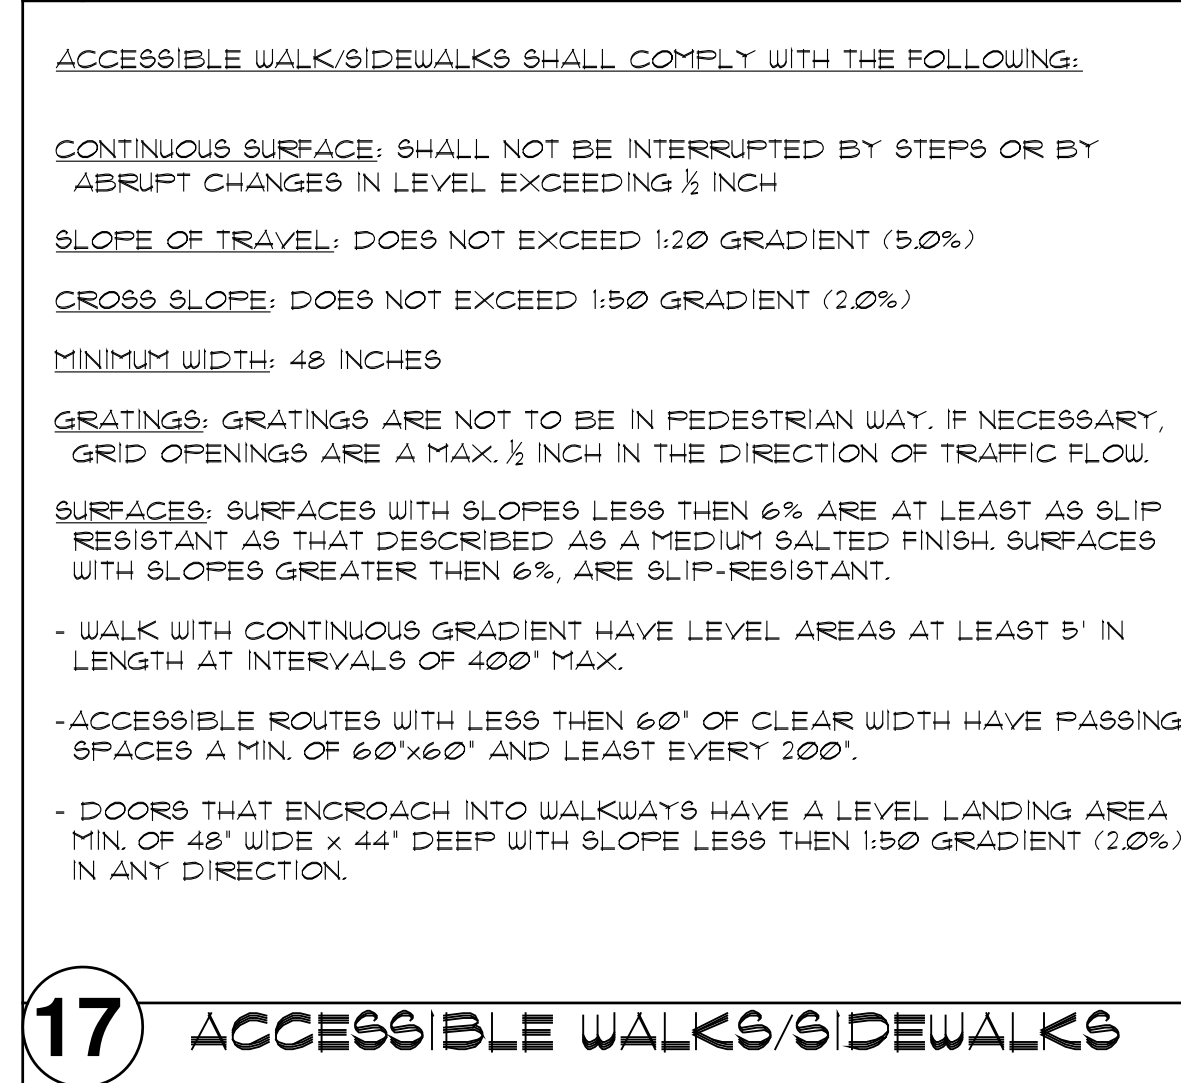 ACCESSIBLE WALK/SIDEWALKS SHALL COMPLY WITH THE FOLLOWING:
CONTINUOUS SURFACE: SHALL NOT BE INTERRUPTED BY STEPS OR BY
ABRUPT CHANGES IN LEVEL EXCEEDING ½ INCH
SLOPE OF TRAVEL: DOES NOT EXCEED 1:20 GRADIENT (5.0%)
CROSS SLOPE: DOES NOT EXCEED 1:50 GRADIENT (2.0%)
MINIMUM WIDTH: 48 INCHES
GRATINGS: GRATINGS ARE NOT TO BE IN PEDESTRIAN WAY. IF NECESSARY,
GRID OPENINGS ARE A MAX. ½ INCH IN THE DIRECTION OF TRAFFIC FLOW.
SURFACES: SURFACES WITH SLOPES LESS THEN 6% ARE AT LEAST AS SLIP
RESISTANT AS THAT DESCRIBED AS A MEDIUM SALTED FINISH. SURFACES
WITH SLOPES GREATER THEN 6%, ARE SLIP-RESISTANT.
- WALK WITH CONTINUOUS GRADIENT HAVE LEVEL AREAS AT LEAST 5' IN
LENGTH AT INTERVALS OF 400" MAX.
-ACCESSIBLE ROUTES WITH LESS THEN 60" OF CLEAR WIDTH HAVE PASSING
SPACES A MIN. OF 60"x60" AND LEAST EVERY 200".
- DOORS THAT ENCROACH INTO WALKWAYS HAVE A LEVEL LANDING AREA
MIN. OF 48" WIDE x 44" DEEP WITH SLOPE LESS THEN 1:50 GRADIENT (2.0%)
IN ANY DIRECTION.
17 ACCESSIBLE WALKS/SIDEWALKS